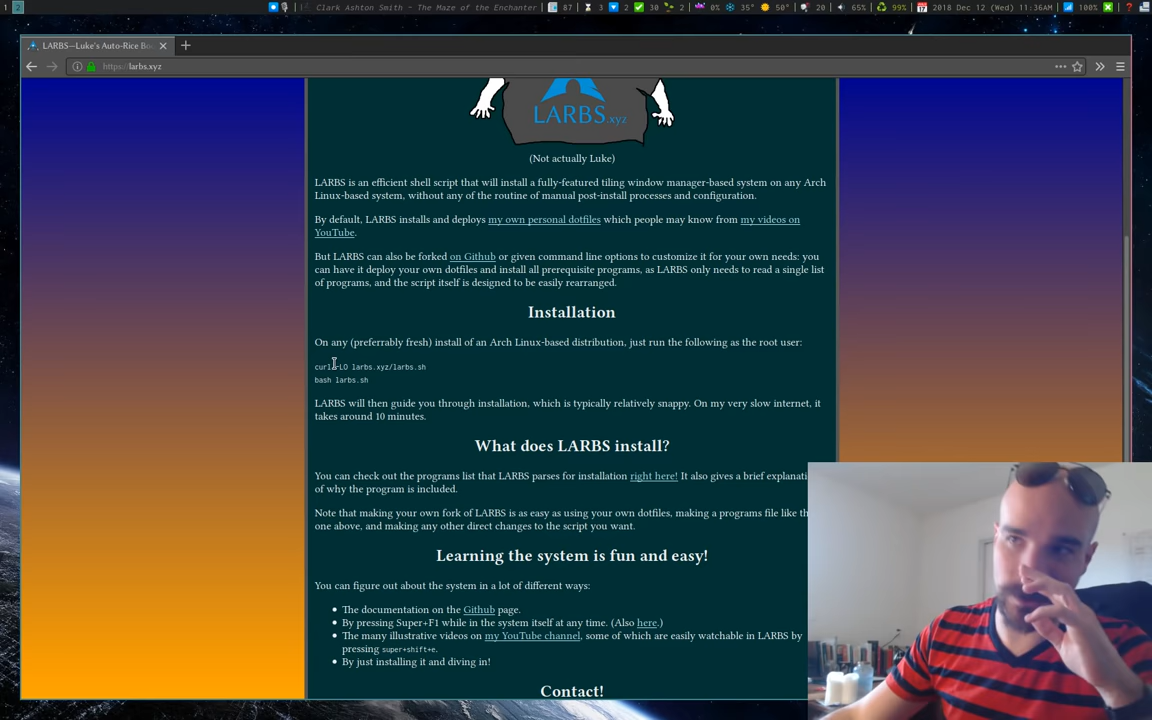 1 2 Clark Ashton Smith - The Maze of the Enchanter 87 3 2 30 2 0% 35° 50° 20 65% 99% 2018 Dec 12 (Wed) 11:36AM 100% ?
LARBS—Luke's Auto-Rice Bo
https://larbs.xyz
LARBS.xyz
(Not actually Luke)
LARBS is an efficient shell script that will install a fully-featured tiling window manager-based system on any Arch
Linux-based system, without any of the routine of manual post-install processes and configuration.
By default, LARBS installs and deploys my own personal dotfiles which people may know from my videos on
YouTube.
But LARBS can also be forked on Github or given command line options to customize it for your own needs: you
can have it deploy your own dotfiles and install all prerequisite programs, as LARBS only needs to read a single list
of programs, and the script itself is designed to be easily rearranged.
Installation
On any (preferrably fresh) install of an Arch Linux-based distribution, just run the following as the root user:
curl -LO larbs.xyz/larbs.sh
bash larbs.sh
LARBS will then guide you through installation, which is typically relatively snappy. On my very slow internet, it
takes around 10 minutes.
What does LARBS install?
You can check out the programs list that LARBS parses for installation right here! It also gives a brief explanati
of why the program is included.
Note that making your own fork of LARBS is as easy as using your own dotfiles, making a programs file like th
one above, and making any other direct changes to the script you want.
Learning the system is fun and easy!
You can figure out about the system in a lot of different ways:
The documentation on the Github page.
By pressing Super+F1 while in the system itself at any time. (Also here.)
The many illustrative videos on my YouTube channel, some of which are easily watchable in LARBS by
pressing super+shift+e.
By just installing it and diving in!
Contact!